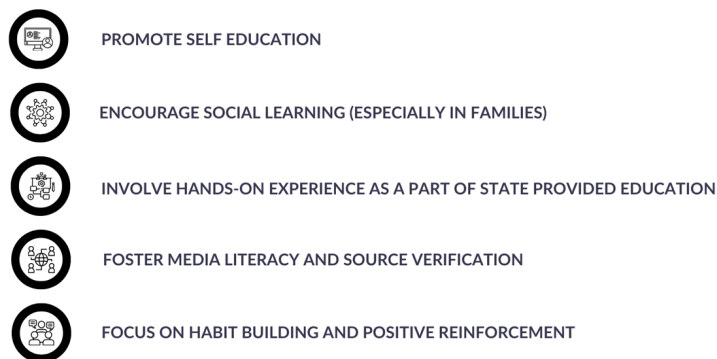 PROMOTE SELF EDUCATION
ENCOURAGE SOCIAL LEARNING (ESPECIALLY IN FAMILIES)
INVOLVE HANDS-ON EXPERIENCE AS A PART OF STATE PROVIDED EDUCATION
FOSTER MEDIA LITERACY AND SOURCE VERIFICATION
FOCUS ON HABIT BUILDING AND POSITIVE REINFORCEMENT